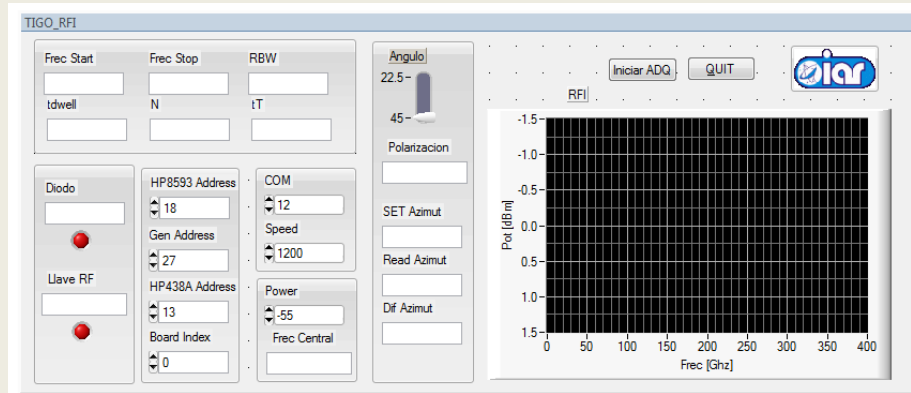 TIGO_RFI
Frec Start Frec Stop RBW
tdwell N tT
Diodo
Llave RF
HP8593 Address
18
Gen Address
27
HP438A Address
13
Board Index
0
COM
12
Speed
1200
Power
-55
Frec Central
Angulo
22.5
45
Polarizacion
SET Azimut
Read Azimut
Dif Azimut
Iniciar ADQ QUIT
iar
RFI
Pot [dBm]
-1.5
-1.0
-0.5
0.0
0.5
1.0
1.5
0 50 100 150 200 250 300 350 400
Frec [Ghz]